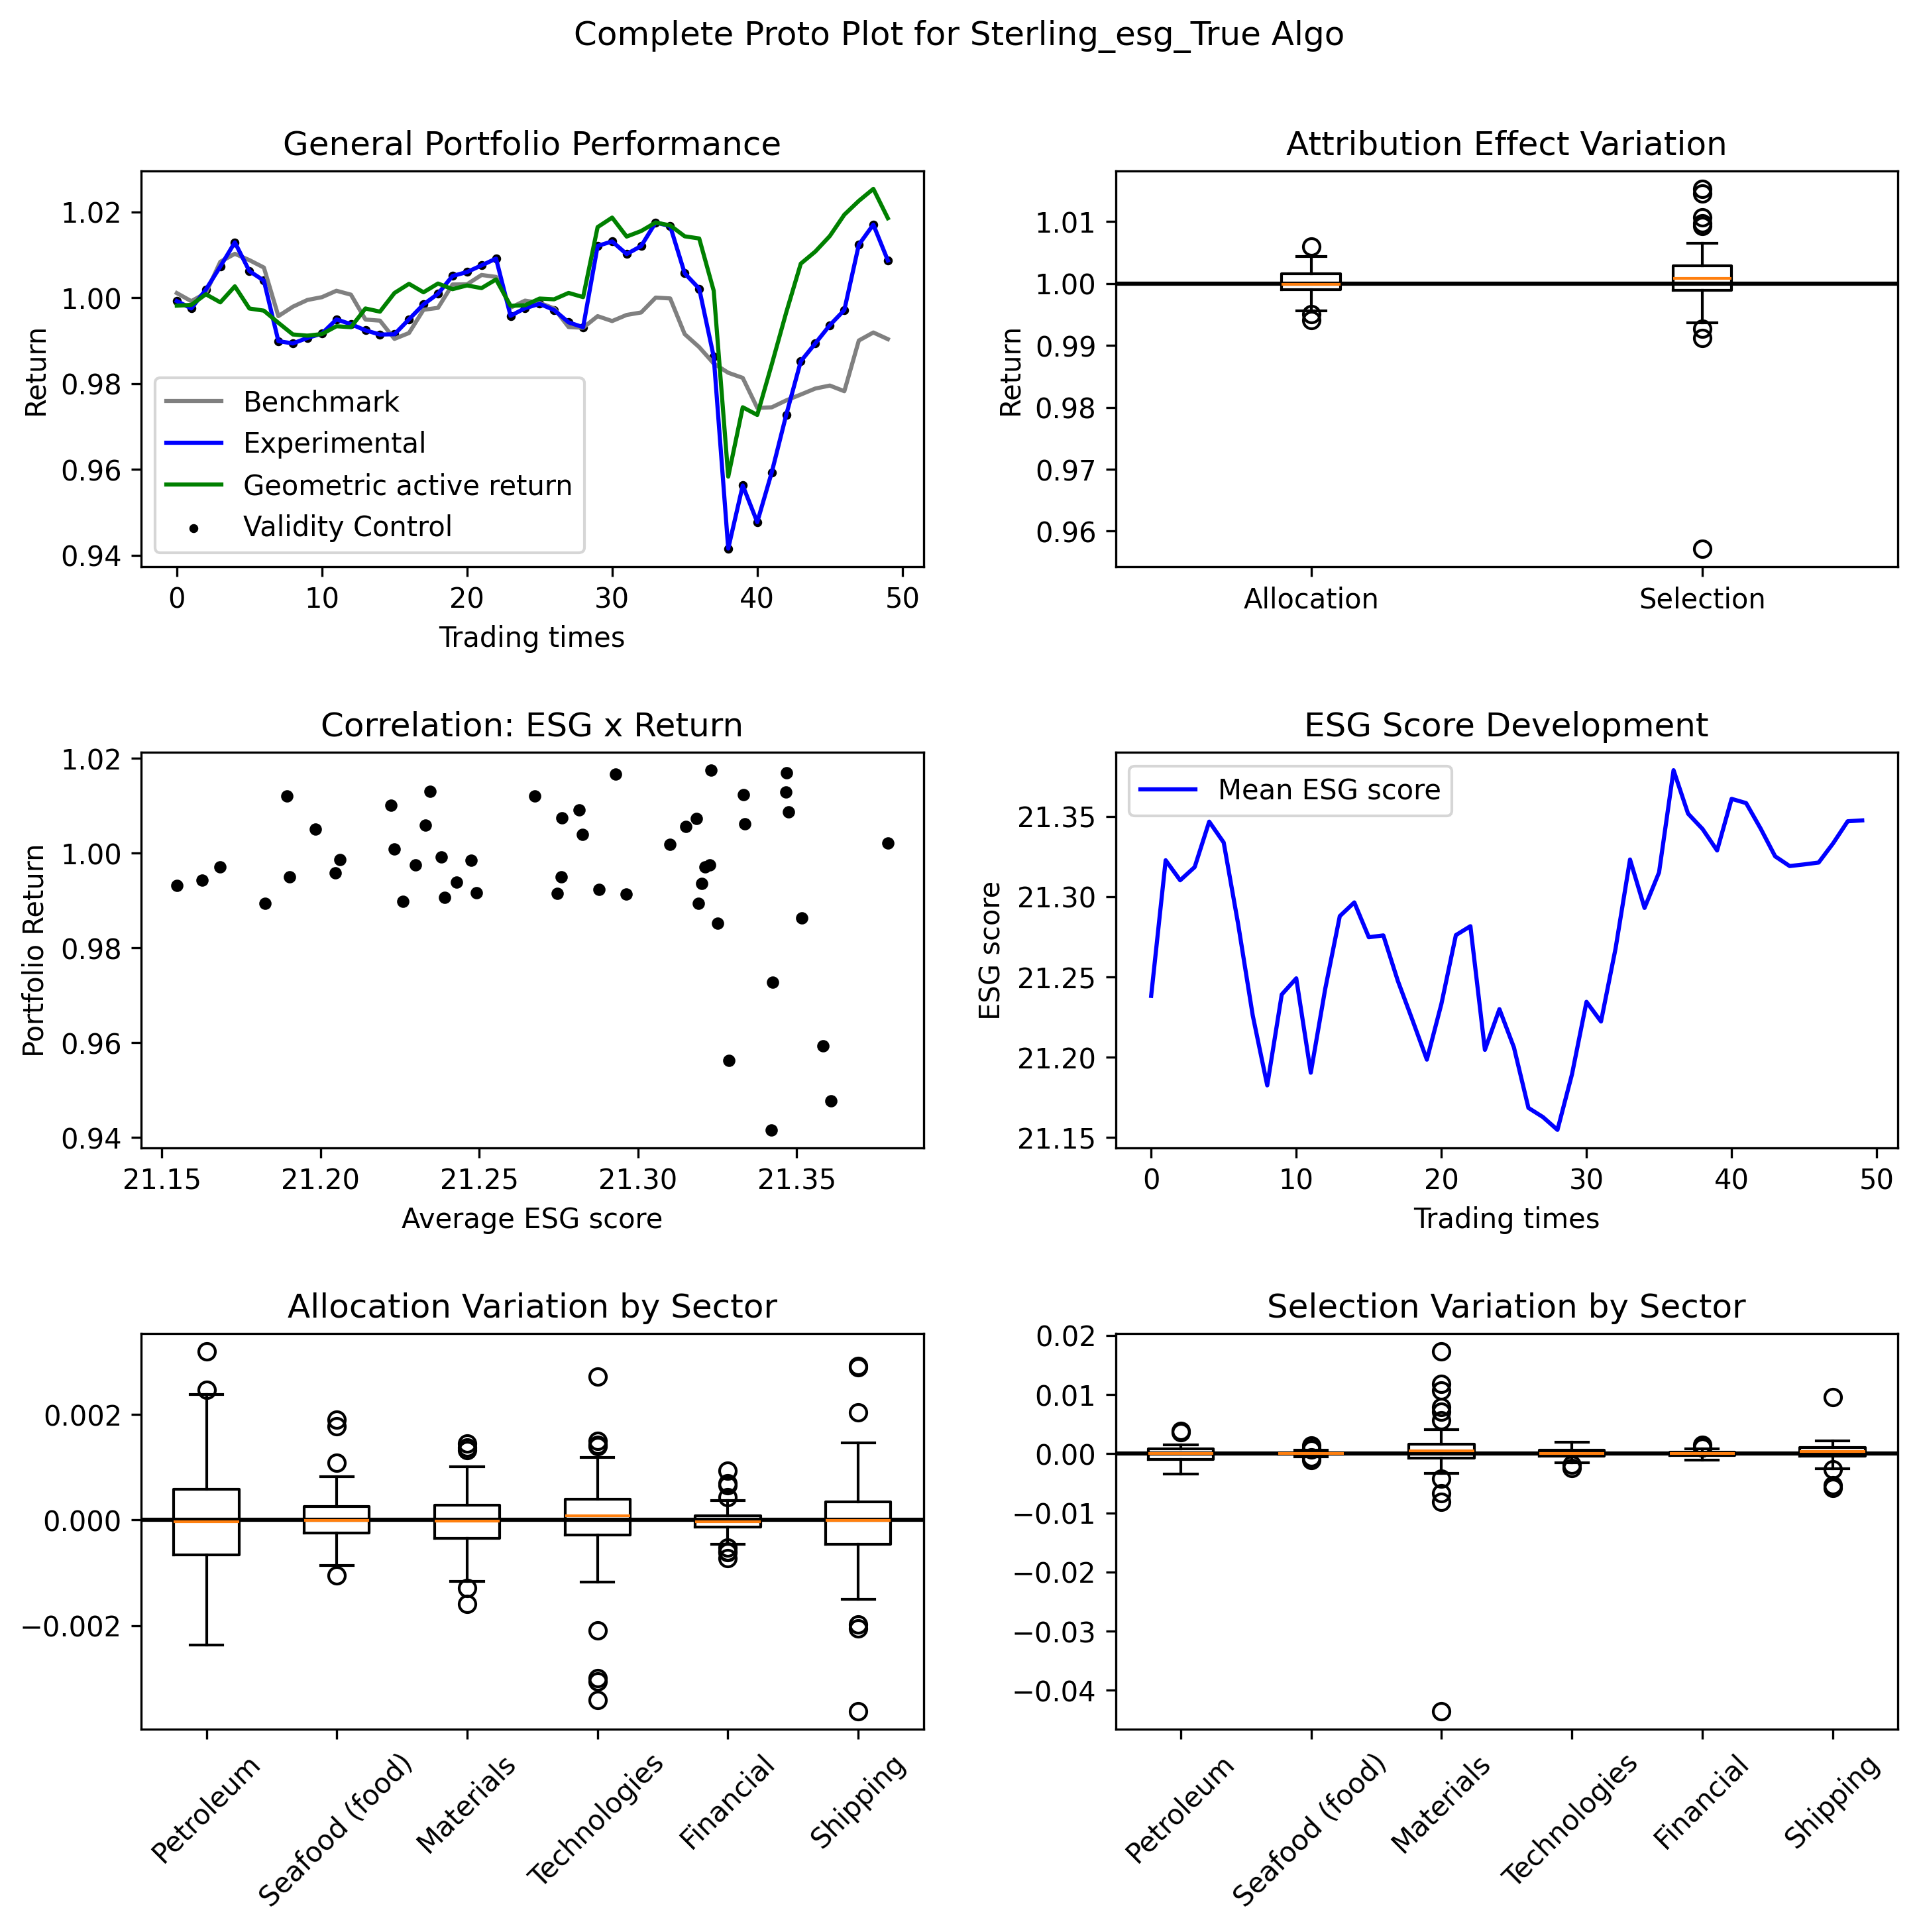 Complete Proto Plot for Sterling_esg_True Algo
General Portfolio Performance
Return
1.02
1.00
0.98
0.96
0.94
Benchmark
Experimental
Geometric active return
Validity Control
0 10 20 30 40 50
Trading times
Attribution Effect Variation
Return
1.01
1.00
0.99
0.98
0.97
0.96
Allocation Selection
Correlation: ESG x Return
Portfolio Return
1.02
1.00
0.98
0.96
0.94
21.15 21.20 21.25 21.30 21.35
Average ESG score
ESG Score Development
ESG score
Mean ESG score
21.35
21.30
21.25
21.20
21.15
0 10 20 30 40 50
Trading times
Allocation Variation by Sector
0.002
0.000
−0.002
Petroleum
Seafood (food)
Materials
Technologies
Financial
Shipping
Selection Variation by Sector
0.02
0.01
0.00
−0.01
−0.02
−0.03
−0.04
Petroleum
Seafood (food)
Materials
Technologies
Financial
Shipping